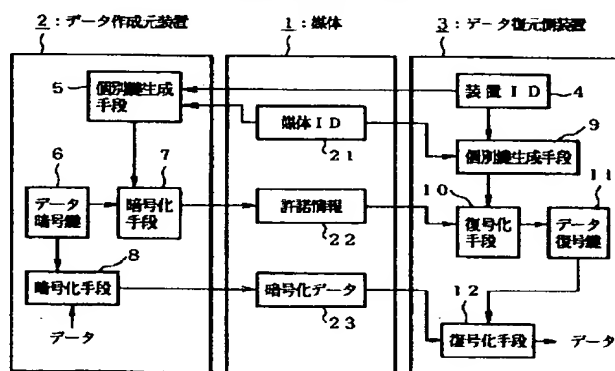 2:データ作成元装置
1:媒体
3:データ復元側装置
5
個別鍵生成
手段
装置ID
4
媒体ID
21
9
個別鍵生成手段
6
データ
暗号鍵
7
暗号化
手段
許諾情報
22
10
復号化
手段
11
データ
復号鍵
8
暗号化手段
データ
暗号化データ
23
12
復号化手段
データ